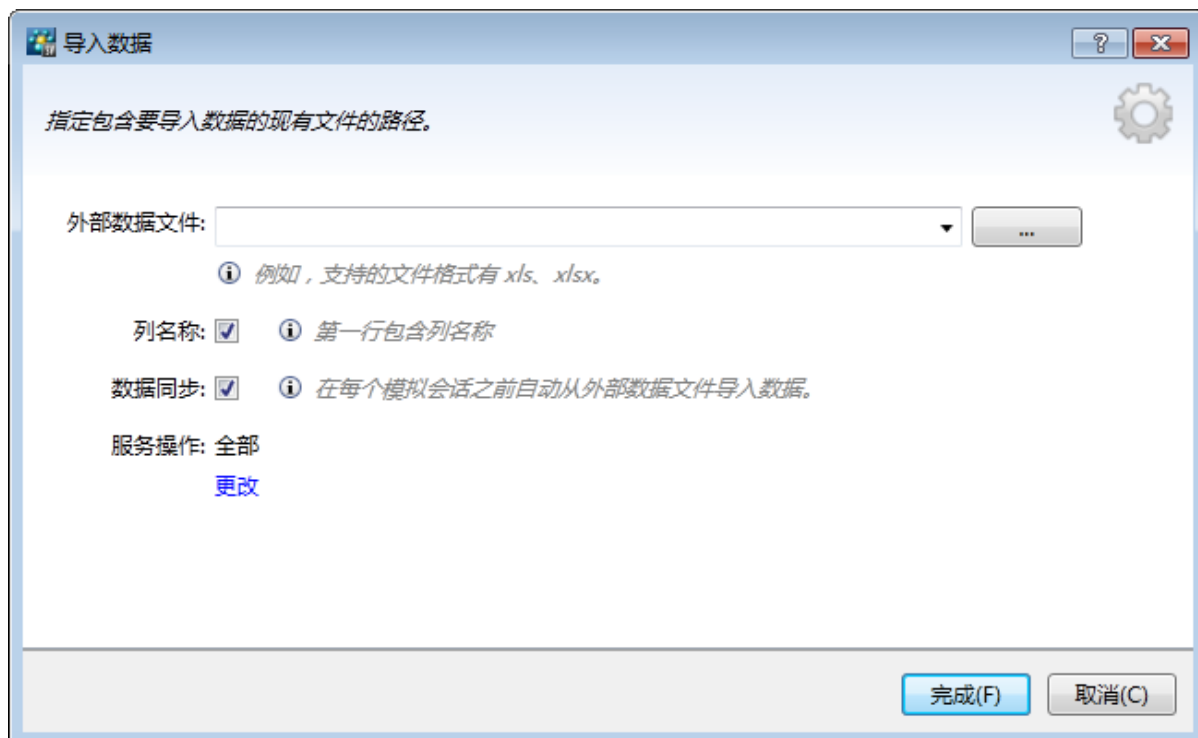 导入数据
指定包含要导入数据的现有文件的路径。
外部数据文件: ...
例如，支持的文件格式有 xls、xlsx。
列名称: 第一行包含列名称
数据同步: 在每个模拟会话之前自动从外部数据文件导入数据。
服务操作: 全部
更改
完成(F) 取消(C)